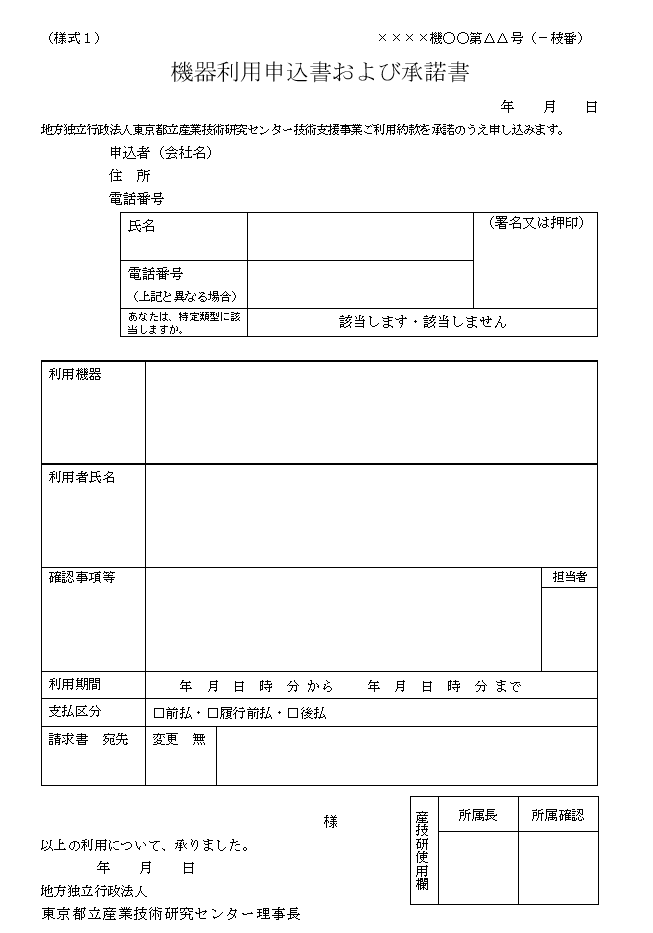 （様式１）
××××機〇〇第△△号（－枝番）
機器利用申込書および承諾書
年　　月　　日
地方独立行政法人東京都立産業技術研究センター技術支援事業ご利用約款を承諾のうえ申し込みます。
申込者（会社名）
住　所
電話番号
氏名
（署名又は押印）
電話番号
（上記と異なる場合）
あなたは、特定類型に該
当しますか。
該当します・該当しません
利用機器
利用者氏名
確認事項等
担当者
利用期間
年　月　日　時　分 から　　年　月　日　時　分 まで
支払区分
□前払・□履行前払・□後払
請求書　宛先
変更　無
様
以上の利用について、承りました。
年　　月　　日
地方独立行政法人
東京都立産業技術研究センター理事長
産技研使用欄
所属長
所属確認